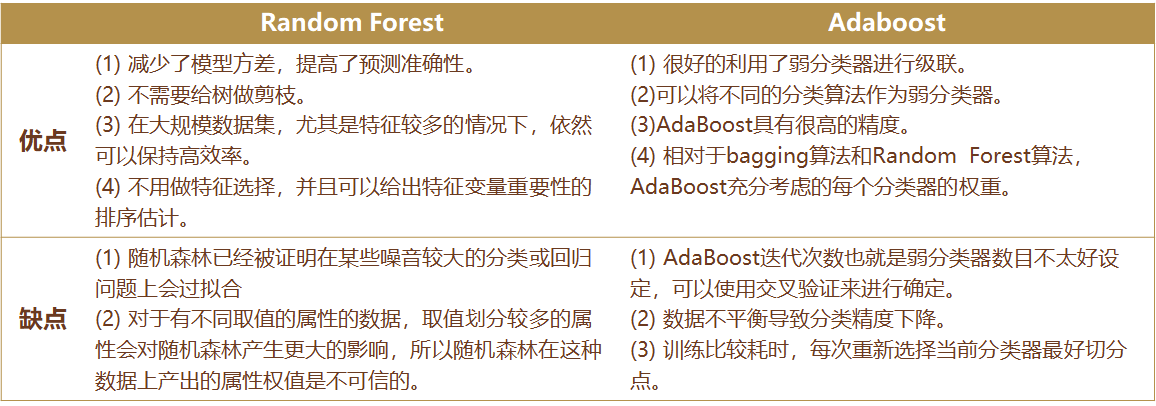 Random Forest
Adaboost
优点
(1) 减少了模型方差，提高了预测准确性。
(2) 不需要给树做剪枝。
(3) 在大规模数据集，尤其是特征较多的情况下，依然
可以保持高效率。
(4) 不用做特征选择，并且可以给出特征变量重要性的
排序估计。
(1) 很好的利用了弱分类器进行级联。
(2)可以将不同的分类算法作为弱分类器。
(3)AdaBoost具有很高的精度。
(4) 相对于bagging算法和Random Forest算法，
AdaBoost充分考虑的每个分类器的权重。
缺点
(1) 随机森林已经被证明在某些噪音较大的分类或回归
问题上会过拟合
(2) 对于有不同取值的属性的数据，取值划分较多的属
性会对随机森林产生更大的影响，所以随机森林在这种
数据上产出的属性权值是不可信的。
(1) AdaBoost迭代次数也就是弱分类器数目不太好设
定，可以使用交叉验证来进行确定。
(2) 数据不平衡导致分类精度下降。
(3) 训练比较耗时，每次重新选择当前分类器最好切分
点。